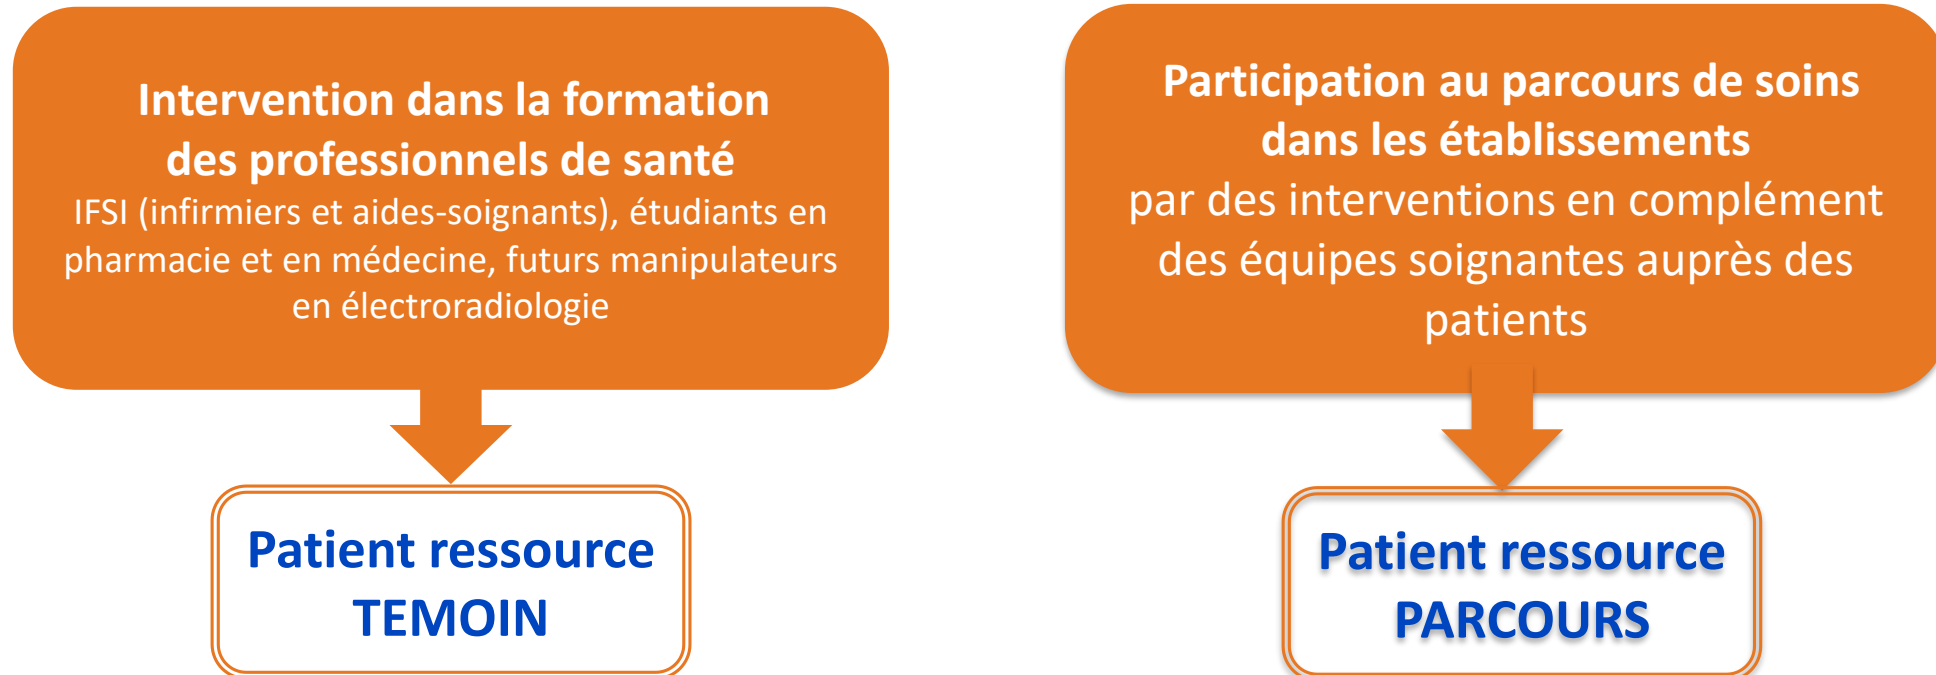 Intervention dans la formation
des professionnels de santé
IFSI (infirmiers et aides-soignants), étudiants en
pharmacie et en médecine, futurs manipulateurs
en électroradiologie
Patient ressource
TEMOIN
Participation au parcours de soins
dans les établissements
par des interventions en complément
des équipes soignantes auprès des
patients
Patient ressource
PARCOURS